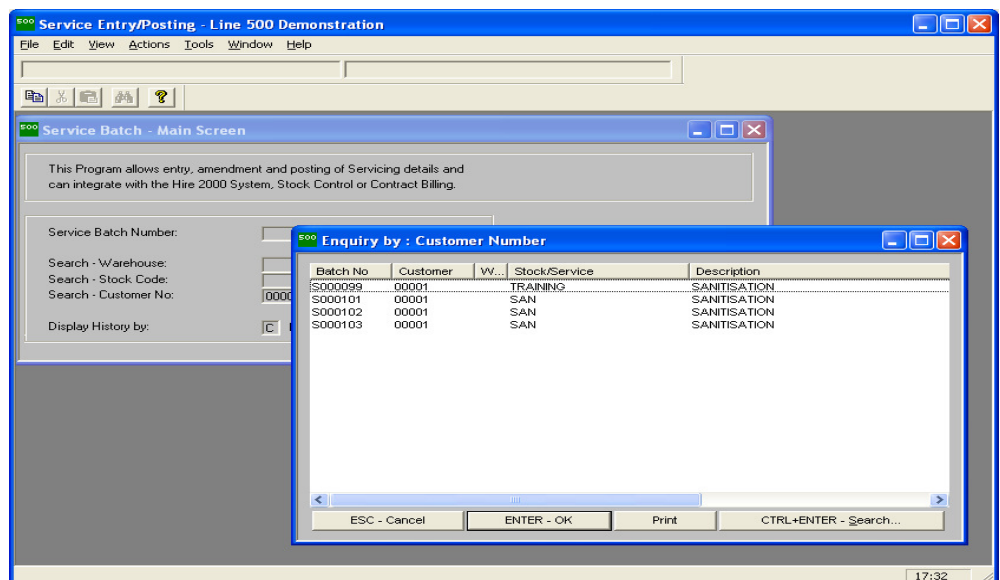 500 Service Entry/Posting - Line 500 Demonstration
File Edit View Actions Tools Window Help
500 Service Batch - Main Screen
This Program allows entry, amendment and posting of Servicing details and
can integrate with the Hire 2000 System, Stock Control or Contract Billing.
Service Batch Number:
Search - Warehouse:
Search - Stock Code:
Search - Customer No: 0000
Display History by: C
500 Enquiry by : Customer Number
Batch No Customer W... Stock/Service Description
S000099 00001 TRAINING SANITISATION
S000101 00001 SAN SANITISATION
S000102 00001 SAN SANITISATION
S000103 00001 SAN SANITISATION
ESC - Cancel ENTER - OK Print CTRL+ENTER - Search...
17:32